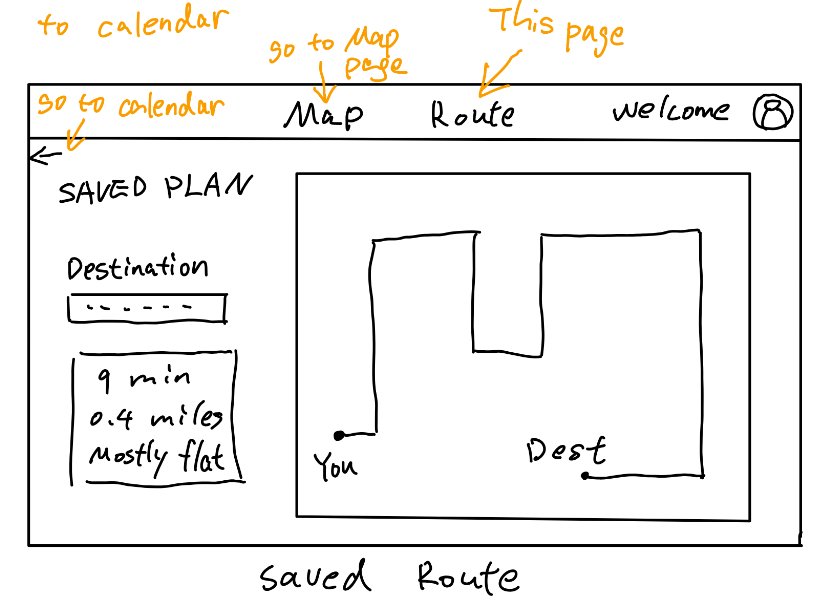 to calendar
go to Map
page
This page
go to calendar
Map Route Welcome
SAVED PLAN
Destination
9 min
0.4 miles
Mostly flat
You
Dest
Saved Route